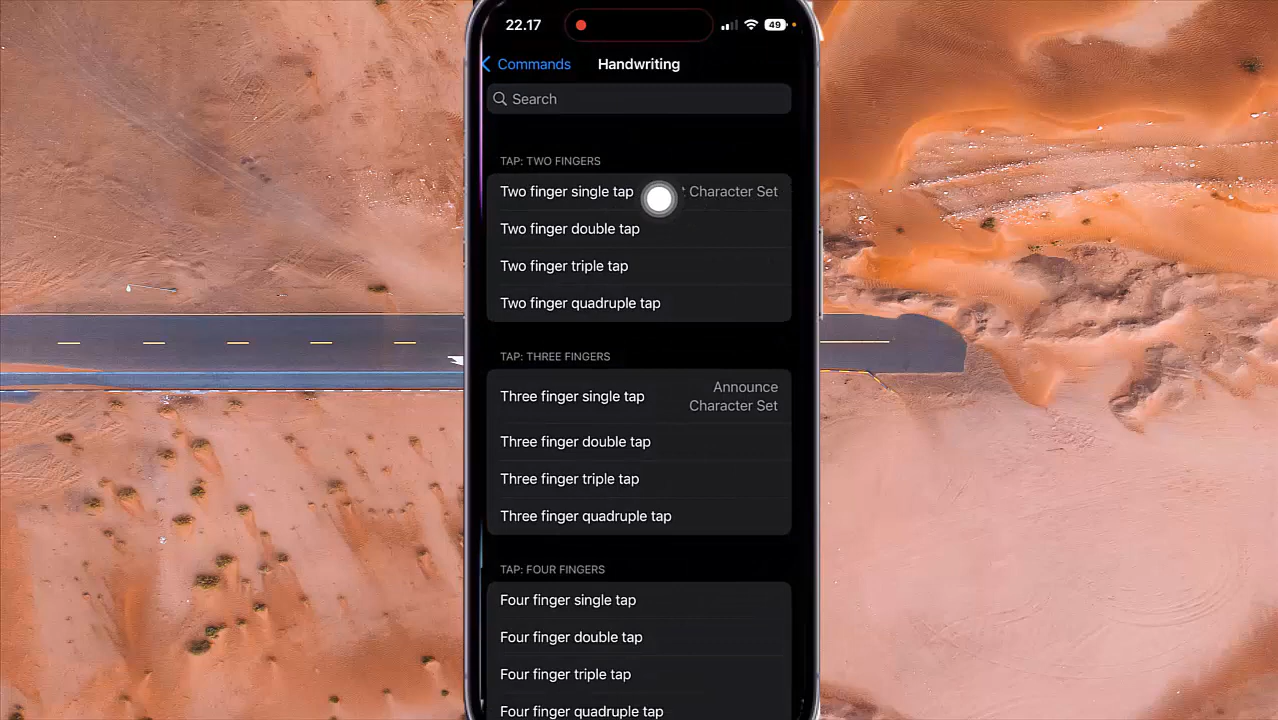 22.17
49
Commands
Handwriting
Search
TAP: TWO FINGERS
Two finger single tap
Character Set
Two finger double tap
Two finger triple tap
Two finger quadruple tap
TAP: THREE FINGERS
Three finger single tap
Announce
Character Set
Three finger double tap
Three finger triple tap
Three finger quadruple tap
TAP: FOUR FINGERS
Four finger single tap
Four finger double tap
Four finger triple tap
Four finger quadruple tap